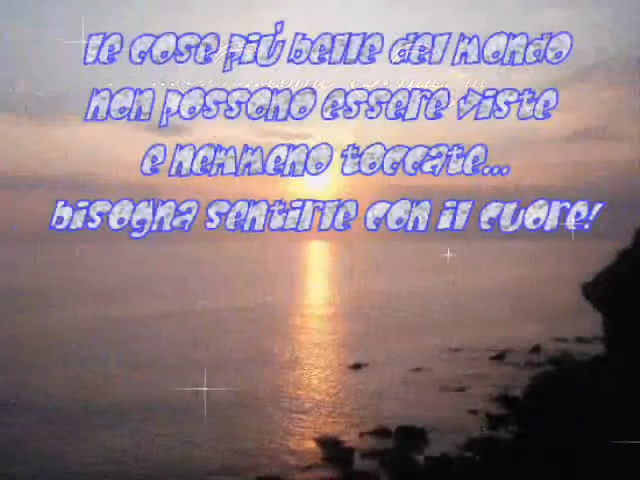 le cose più belle del mondo
non possono essere viste
e nemmeno toccate...
bisogna sentirle con il cuore!